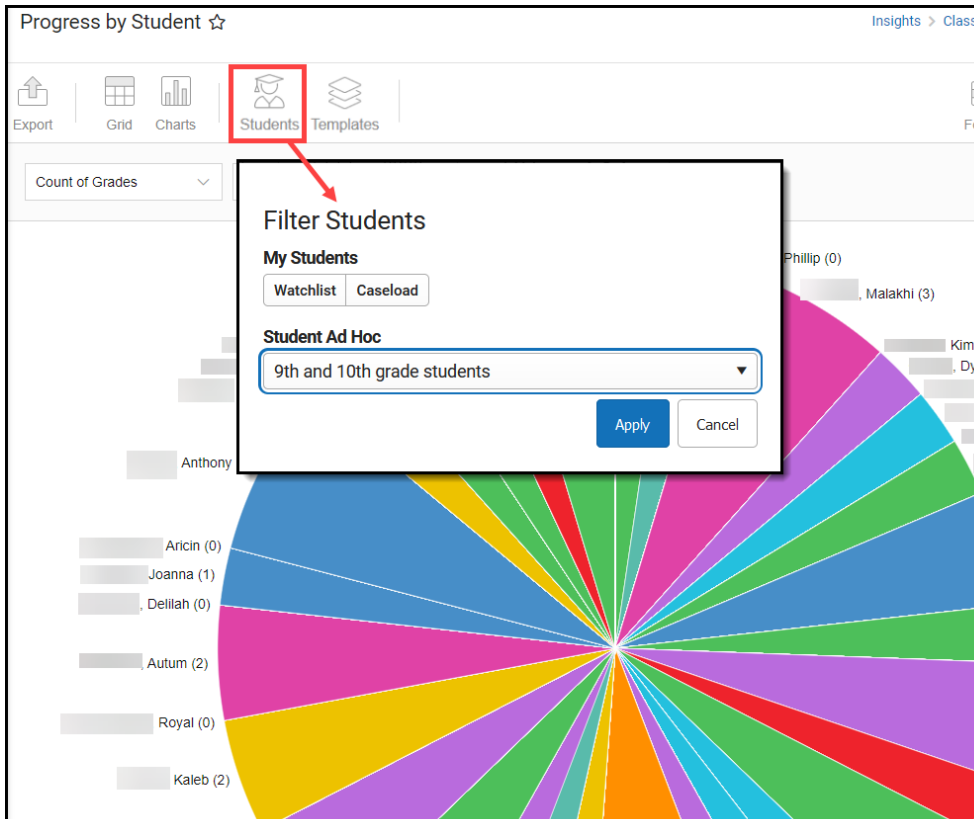 Progress by Student
Insights > Class
Export
Grid
Charts
Students
Templates
Count of Grades
Filter Students
My Students
Watchlist
Caseload
Student Ad Hoc
9th and 10th grade students
Apply
Cancel
Phillip (0)
, Malakhi (3)
Kim
, Dy
Anthony
Aricin (0)
Joanna (1)
, Delilah (0)
, Autum (2)
Royal (0)
Kaleb (2)